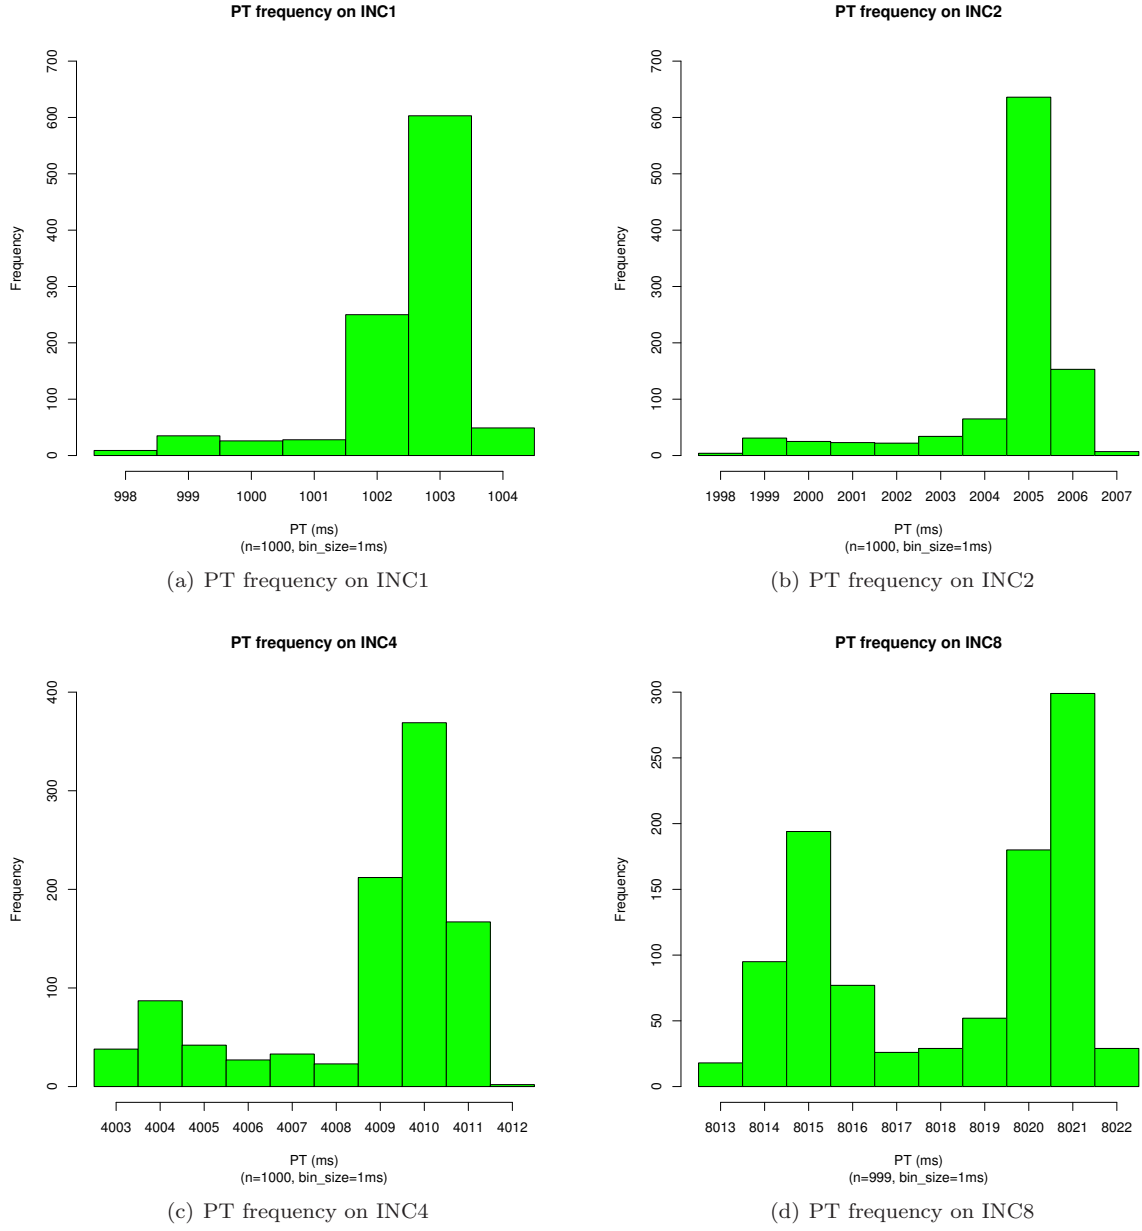 PT frequency on INC1
Frequency
0 100 200 300 400 500 600 700
998 999 1000 1001 1002 1003 1004
PT (ms)
(n=1000, bin_size=1ms)
(a) PT frequency on INC1
PT frequency on INC2
Frequency
0 100 200 300 400 500 600 700
1998 1999 2000 2001 2002 2003 2004 2005 2006 2007
PT (ms)
(n=1000, bin_size=1ms)
(b) PT frequency on INC2
PT frequency on INC4
Frequency
0 100 200 300 400
4003 4004 4005 4006 4007 4008 4009 4010 4011 4012
PT (ms)
(n=1000, bin_size=1ms)
(c) PT frequency on INC4
PT frequency on INC8
Frequency
0 50 100 150 200 250 300
8013 8014 8015 8016 8017 8018 8019 8020 8021 8022
PT (ms)
(n=999, bin_size=1ms)
(d) PT frequency on INC8